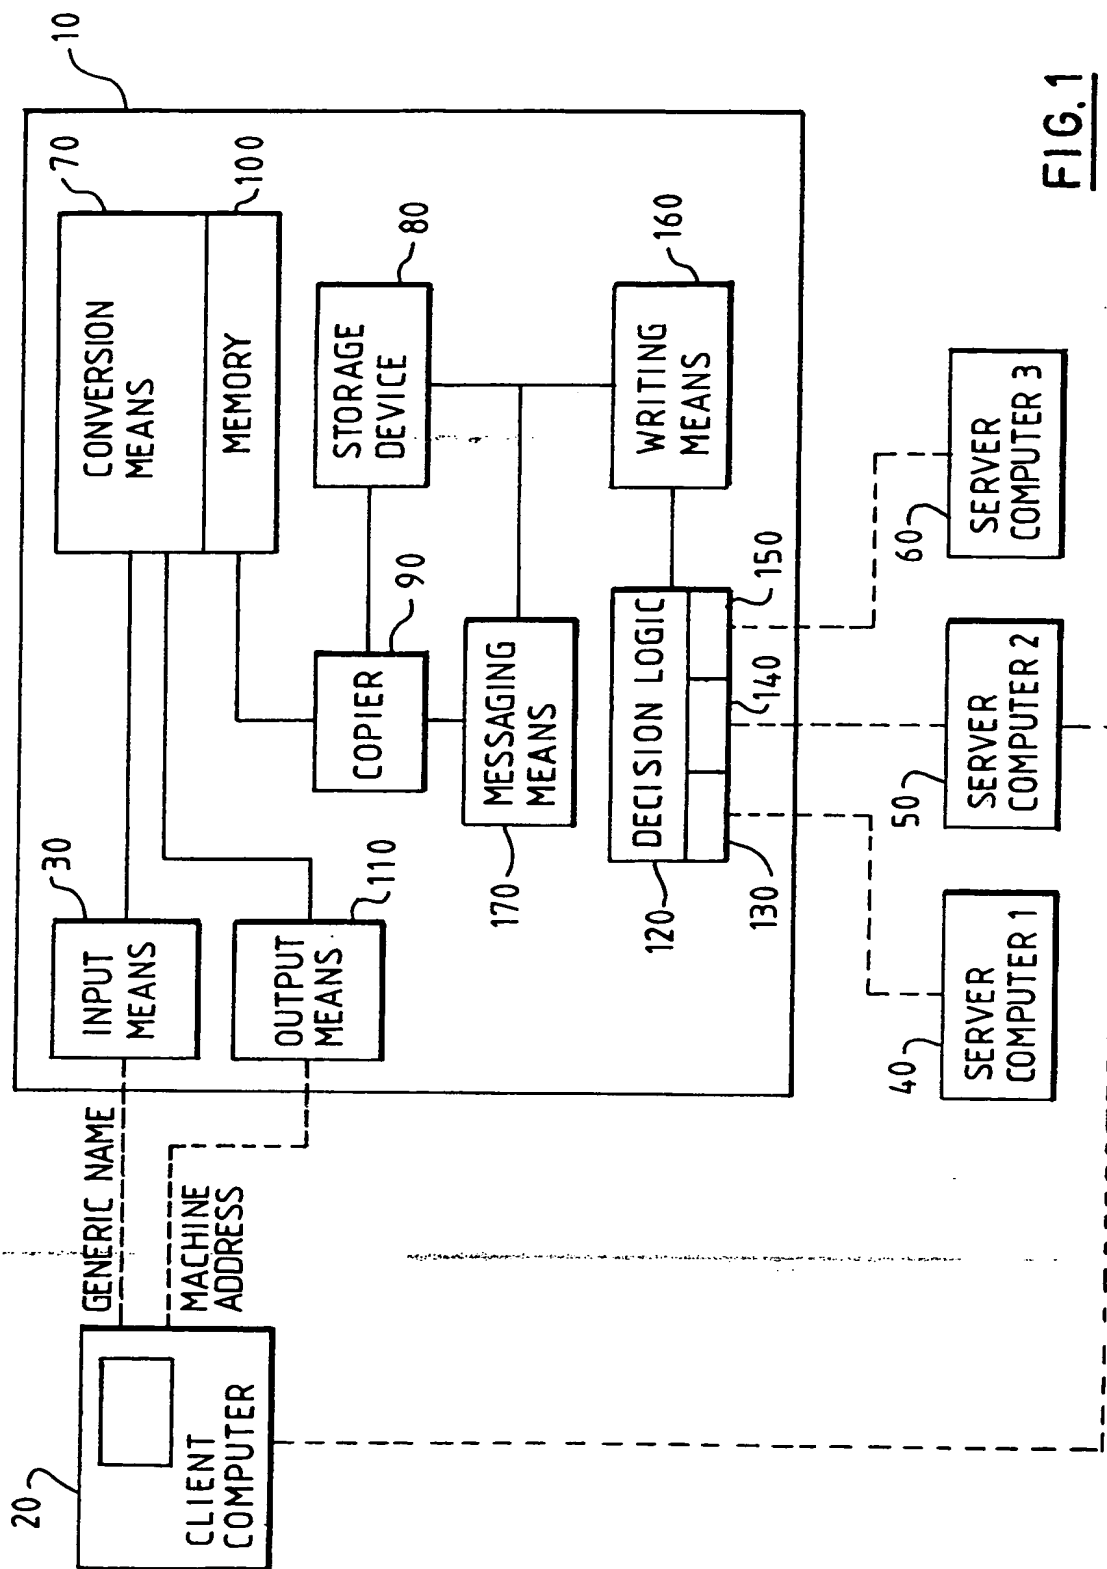 10
70
CONVERSION
MEANS
100
MEMORY
30
INPUT
MEANS
GENERIC NAME
20
CLIENT
COMPUTER
MACHINE
ADDRESS
OUTPUT
MEANS
110
COPIER
90
STORAGE
DEVICE
80
MESSAGING
MEANS
170
WRITING
MEANS
160
DECISION LOGIC
120
130
140
150
SERVER
COMPUTER 1
40
SERVER
COMPUTER 2
50
SERVER
COMPUTER 3
60
FIG. 1